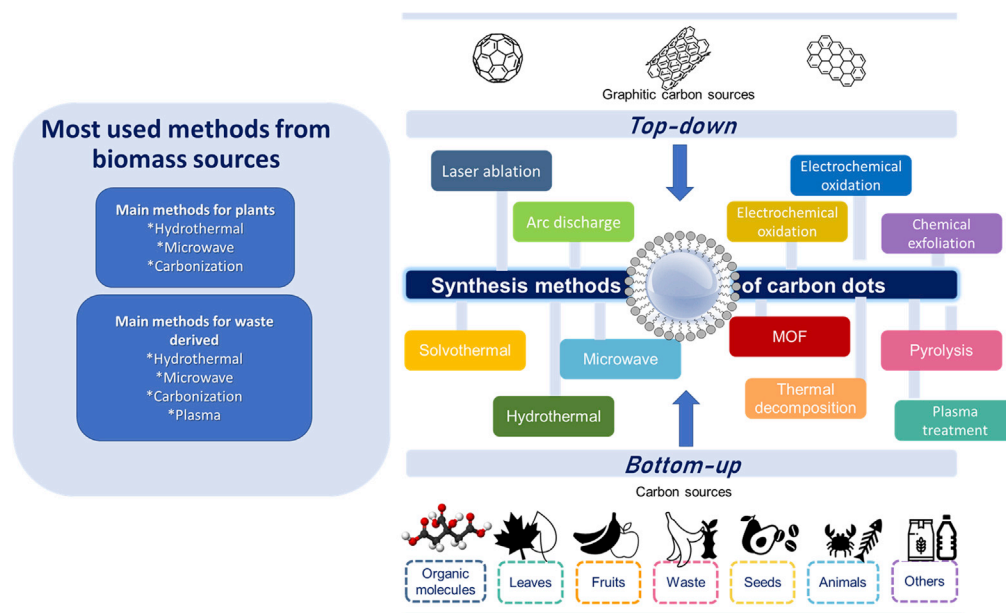 Graphitic carbon sources
Top-down
Most used methods from
biomass sources
Main methods for plants
*Hydrothermal
*Microwave
*Carbonization
Main methods for waste
derived
*Hydrothermal
*Microwave
*Carbonization
*Plasma
Laser ablation
Arc discharge
Electrochemical
oxidation
Electrochemical
oxidation
Chemical
exfoliation
Synthesis methods of carbon dots
Solvothermal
Microwave
Hydrothermal
MOF
Thermal
decomposition
Pyrolysis
Plasma
treatment
Bottom-up
Carbon sources
Organic
molecules
Leaves
Fruits
Waste
Seeds
Animals
Others